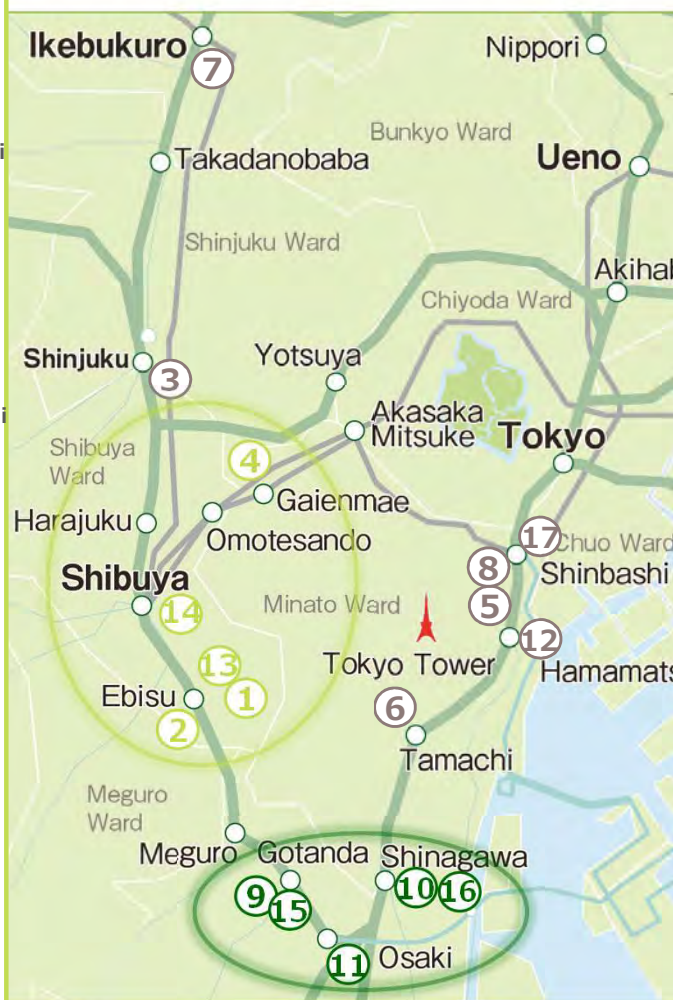 Ikebukuro
7
Nippori
Bunkyo Ward
i
Takadanobaba
Ueno
Shinjuku Ward
Akihab
Chiyoda Ward
Shinjuku
3
Yotsuya
i
Akasaka
Mitsuke
Tokyo
Shibuya
Ward
4
Gaienmae
Harajuku
Omotesando
17
Chuo Ward
8
Shinbashi
Shibuya
14
Minato Ward
5
12
13
Tokyo Tower
Hamamats
Ebisu
1
2
6
Tamachi
Meguro
Ward
Meguro
Gotanda
Shinagawa
9
15
10
16
11
Osaki